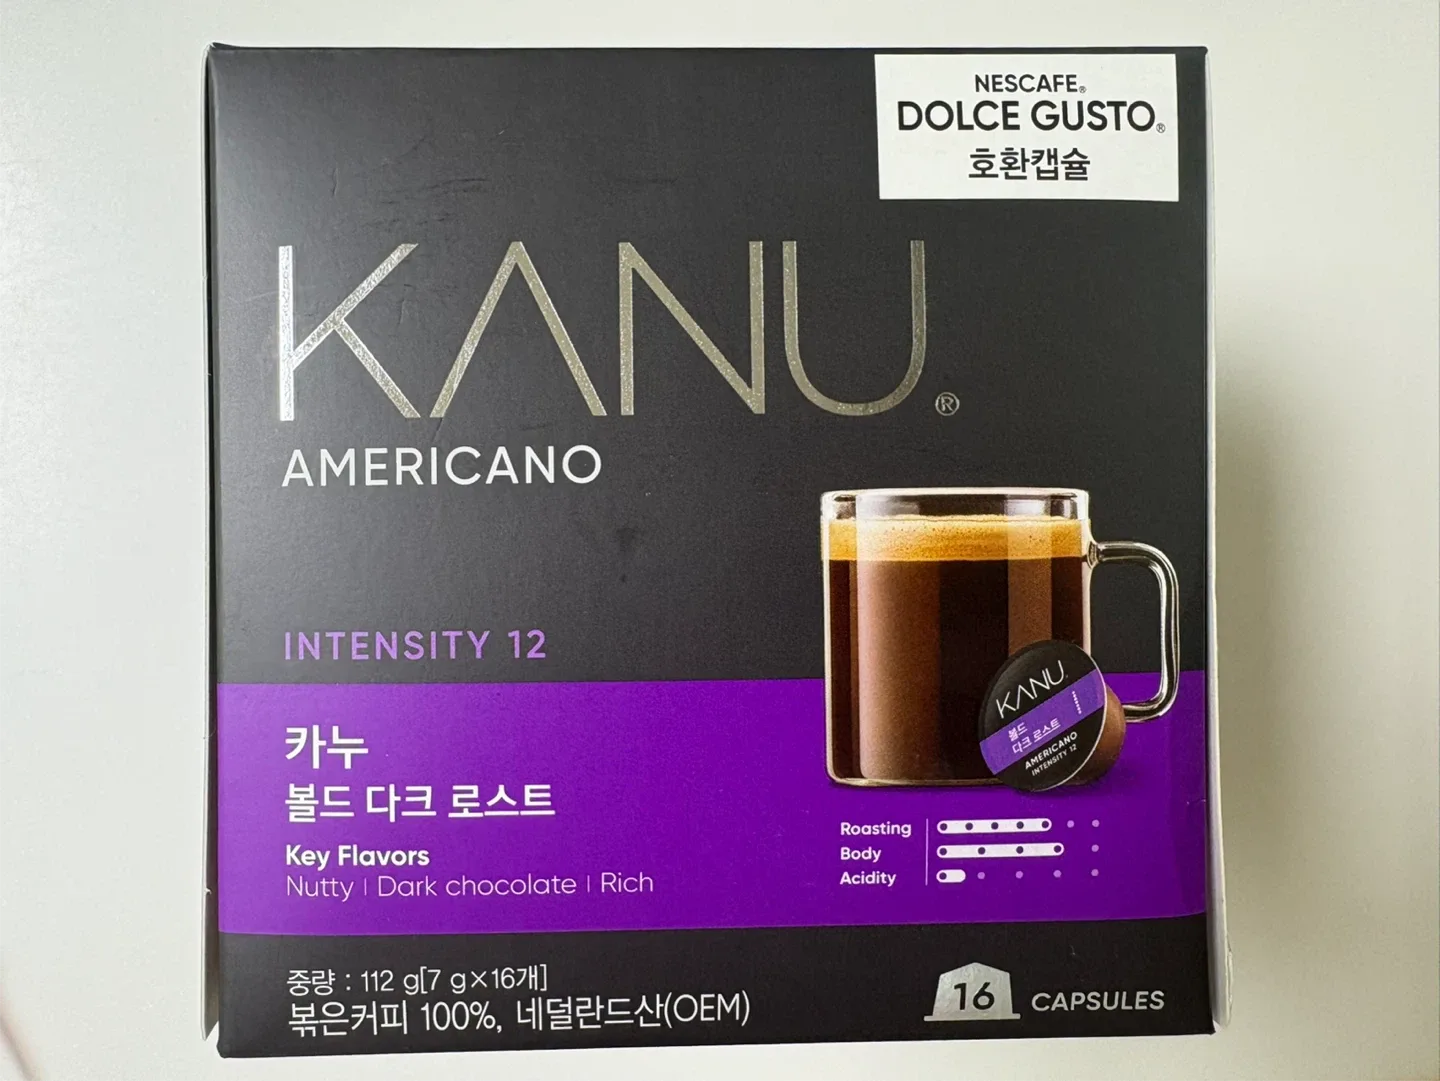 NESCAFE®
DOLCE GUSTO®
호환캡슐
KANU®
AMERICANO
INTENSITY 12
카누
볼드 다크 로스트
Key Flavors
Nutty | Dark chocolate | Rich
KANU
볼드
다크 로스트
AMERICANO
INTENSITY 12
Roasting
Body
Acidity
중량 : 112 g[7 g×16개]
볶은커피 100%, 네덜란드산(OEM)
16 CAPSULES